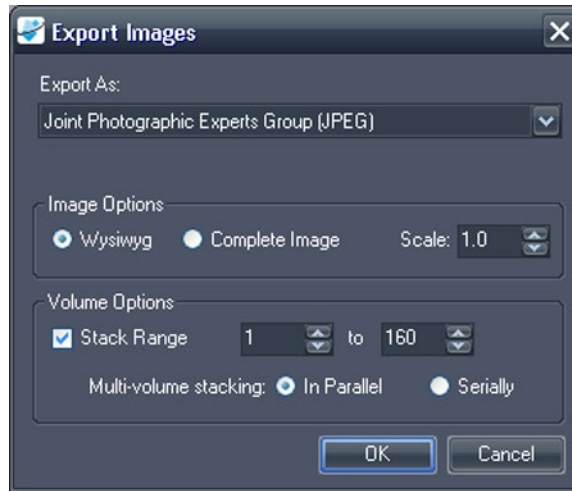 Export Images
Export As:
Joint Photographic Experts Group (JPEG)
Image Options
Wysiwyg Complete Image Scale: 1.0
Volume Options
Stack Range 1 to 160
Multi-volume stacking: In Parallel Serially
OK Cancel